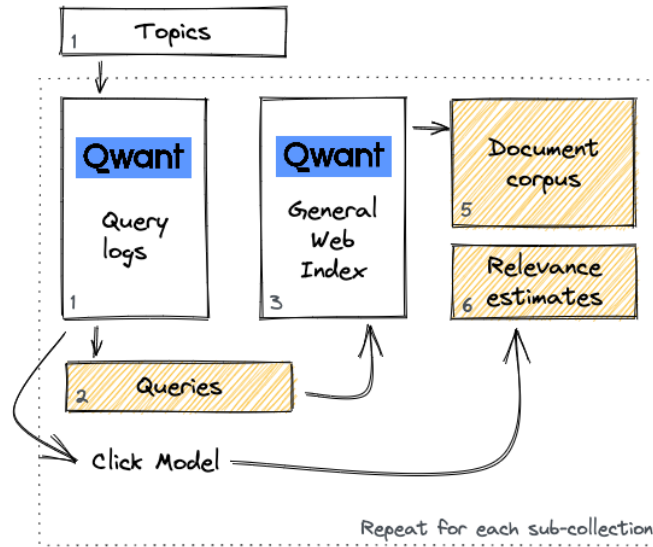 1
Topics
Qwant
Query
logs
1
Qwant
General
Web
Index
3
Document
corpus
5
Relevance
estimates
6
2
Queries
Click Model
Repeat for each sub-collection